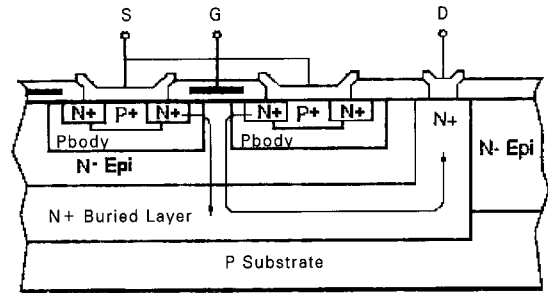 S G D
N+ P+ N+ N+ P+ N+ N+
Pbody Pbody
N- Epi N- Epi
N+ Buried Layer
P Substrate